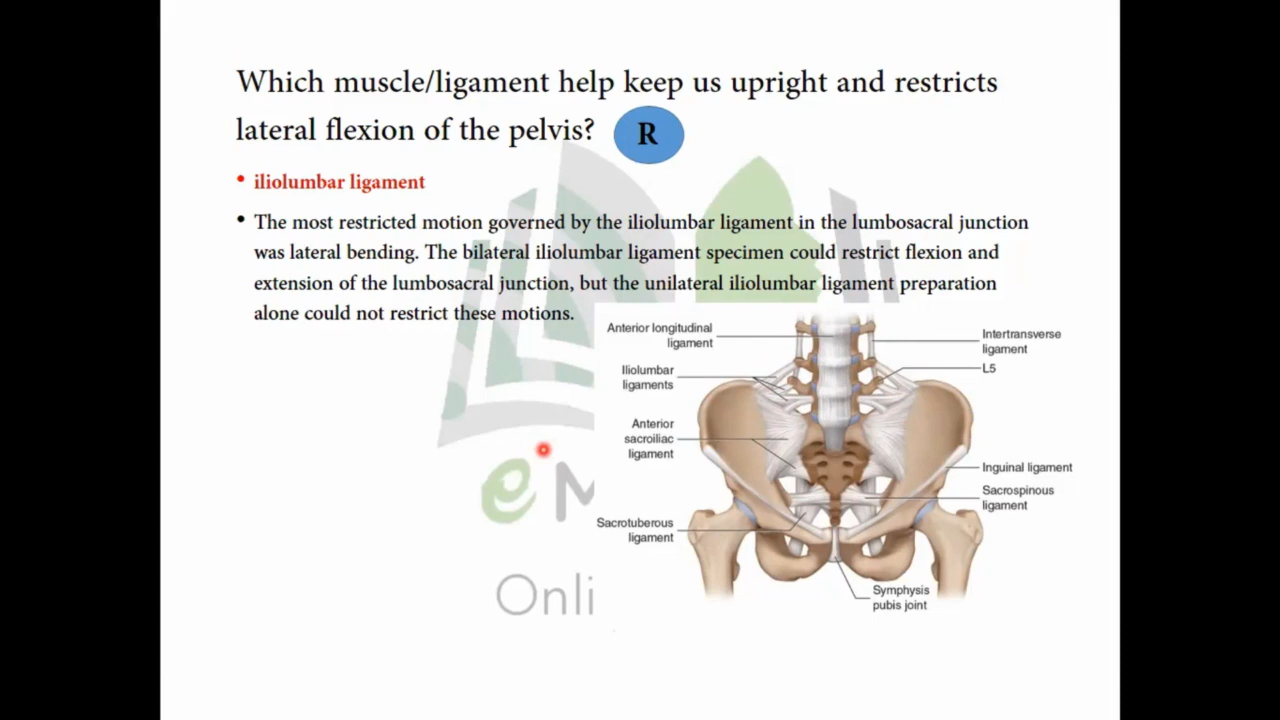 Which muscle/ligament help keep us upright and restricts
lateral flexion of the pelvis?
R
• iliolumbar ligament
• The most restricted motion governed by the iliolumbar ligament in the lumbosacral junction
was lateral bending. The bilateral iliolumbar ligament specimen could restrict flexion and
extension of the lumbosacral junction, but the unilateral iliolumbar ligament preparation
alone could not restrict these motions.
Anterior longitudinal
ligament
Iliolumbar
ligaments
Anterior
sacroiliac
ligament
Sacrotuberous
ligament
Intertransverse
ligament
L5
Inguinal ligament
Sacrospinous
ligament
Symphysis
pubis joint
eM
Onli